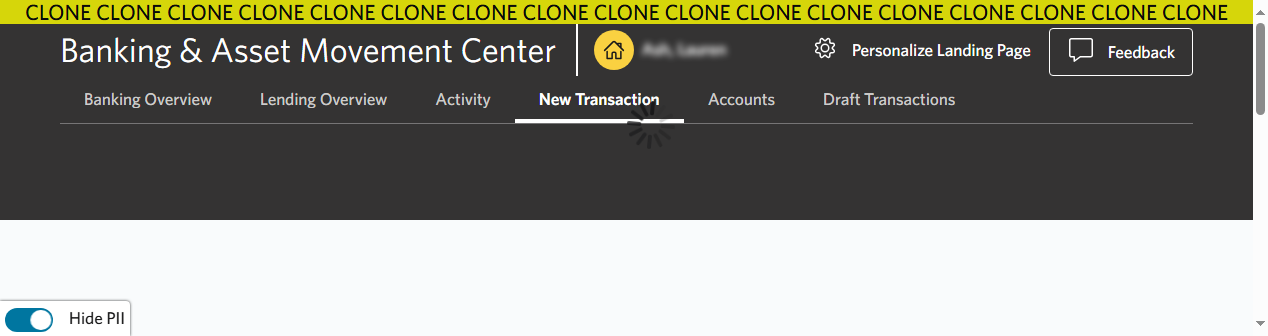 CLONE CLONE CLONE CLONE CLONE CLONE CLONE CLONE CLONE CLONE CLONE CLONE CLONE CLONE CLONE CLONE CLONE
Banking & Asset Movement Center
Personalize Landing Page
Feedback
Banking Overview Lending Overview Activity New Transaction Accounts Draft Transactions
Hide PII